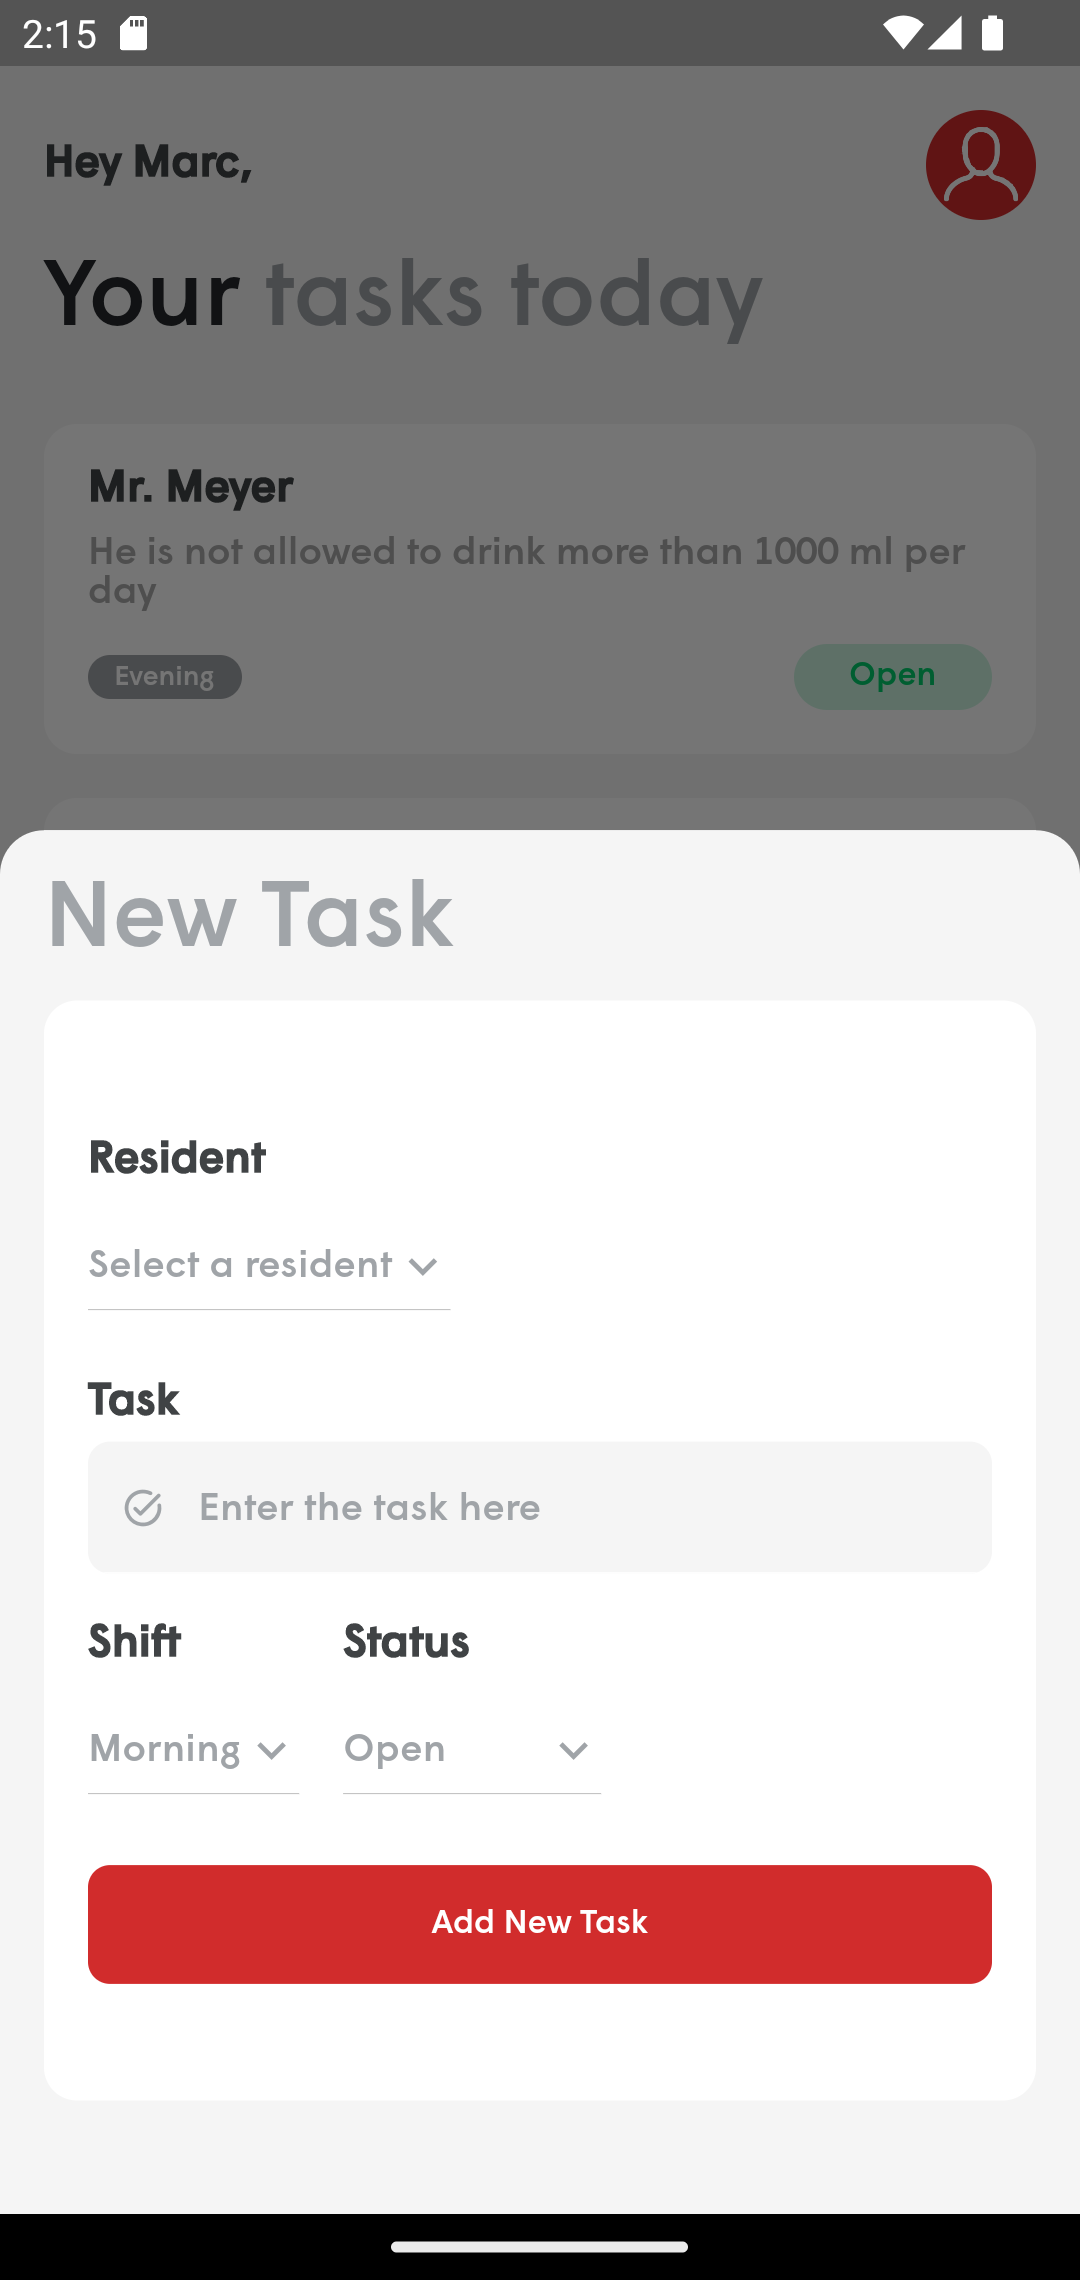 2:15
Hey Marc,
Your tasks today
Mr. Meyer
He is not allowed to drink more than 1000 ml per
day
Evening
Open
New Task
Resident
Select a resident
Task
Enter the task here
Shift Status
Morning Open
Add New Task